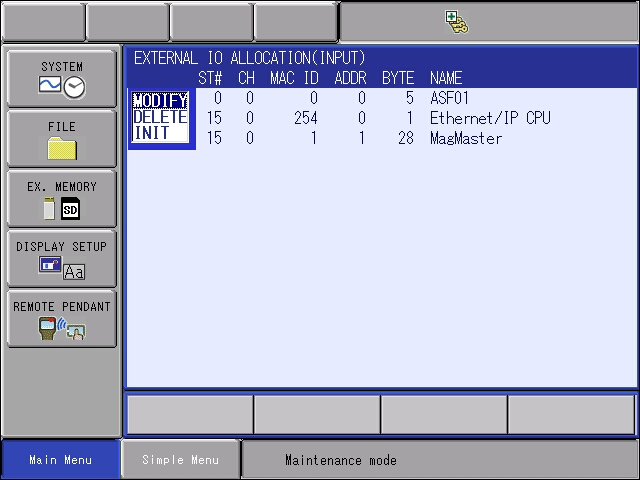 EXTERNAL IO ALLOCATION(INPUT)
ST# CH MAC ID ADDR BYTE NAME
MODIFY 0 0 0 0 5 ASF01
DELETE 15 0 254 0 1 Ethernet/IP CPU
INIT 15 0 1 1 28 MagMaster
SYSTEM
FILE
EX. MEMORY
SD
DISPLAY SETUP
Aa
REMOTE PENDANT
Main Menu
Simple Menu
Maintenance mode